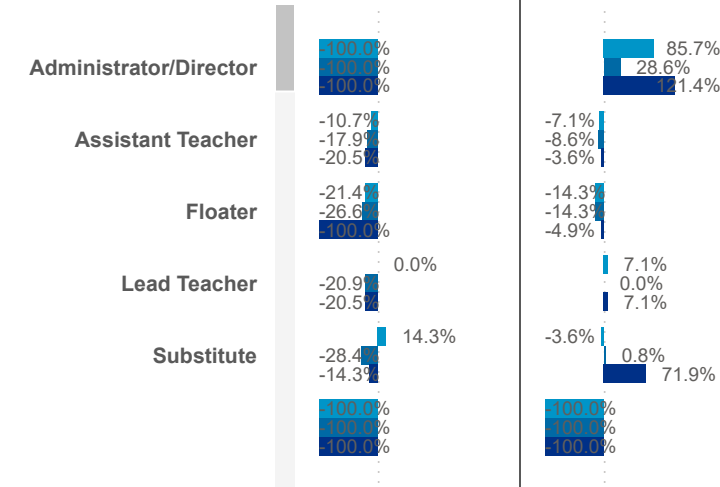 -100.0% 85.7%
Administrator/Director -100.0% 28.6%
-100.0% 121.4%
-10.7% -7.1%
Assistant Teacher -17.9% -8.6%
-20.5% -3.6%
-21.4% -14.3%
Floater -26.6% -14.3%
-100.0% -4.9%
0.0% 7.1%
Lead Teacher -20.9% 0.0%
-20.5% 7.1%
14.3% -3.6%
Substitute -28.4% 0.8%
-14.3% 71.9%
-100.0% -100.0%
-100.0% -100.0%
-100.0% -100.0%